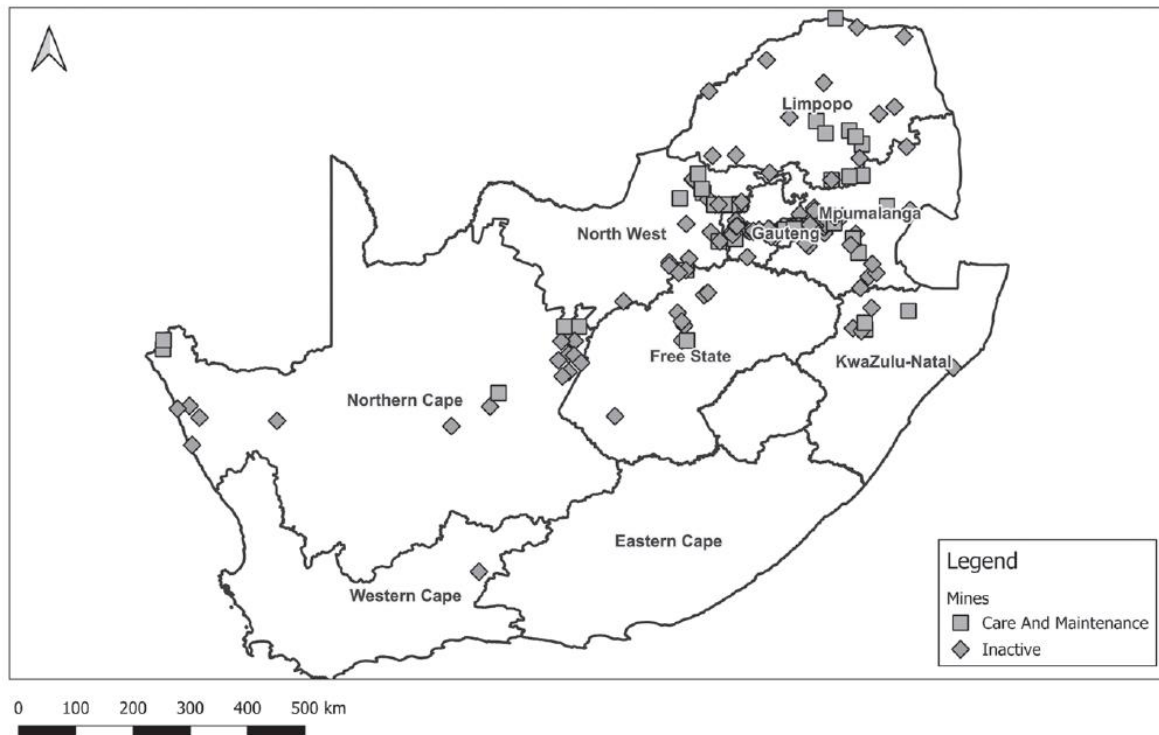 Limpopo
Mpumalanga
North West
Gauteng
Free State
KwaZulu-Natal
Northern Cape
Eastern Cape
Western Cape
Legend
Mines
Care And Maintenance
Inactive
0 100 200 300 400 500 km